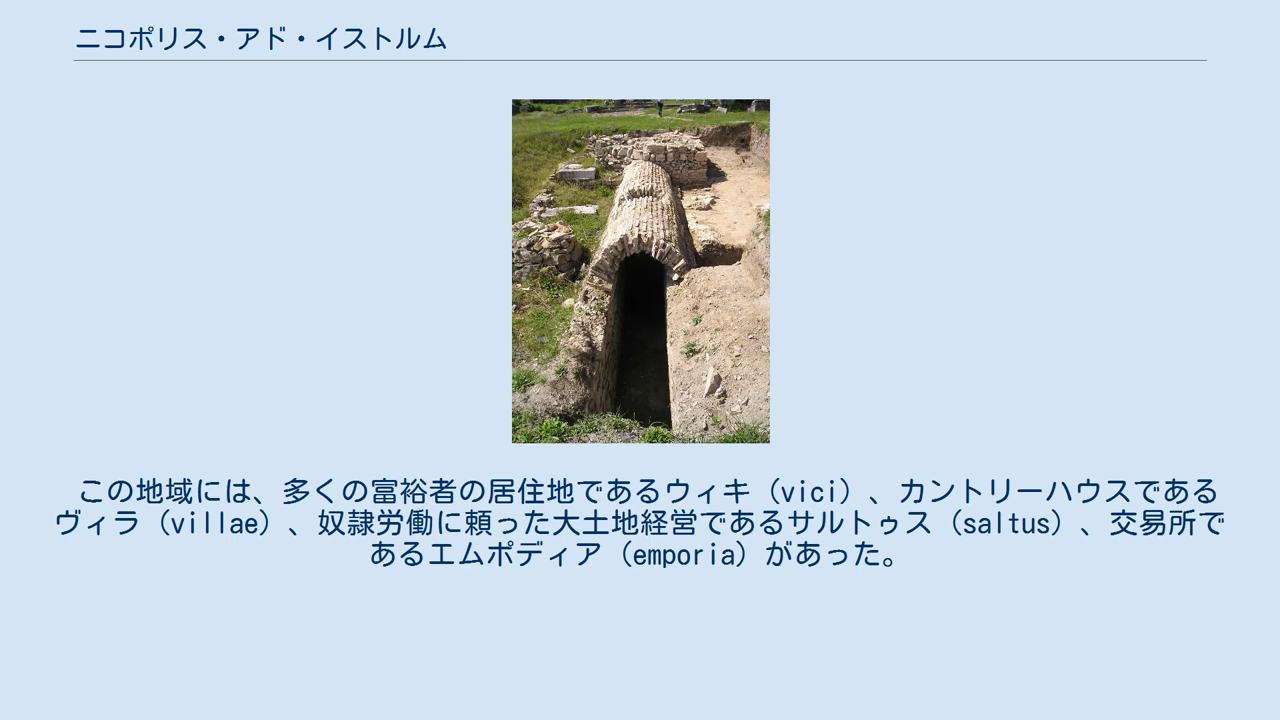 ニコポリス・アド・イストルム
この地域には、多くの富裕者の居住地であるウィキ（vici）、カントリーハウスである
ヴィラ（villae）、奴隷労働に頼った大土地経営であるサルトゥス（saltus）、交易所で
あるエムポディア（emporia）があった。